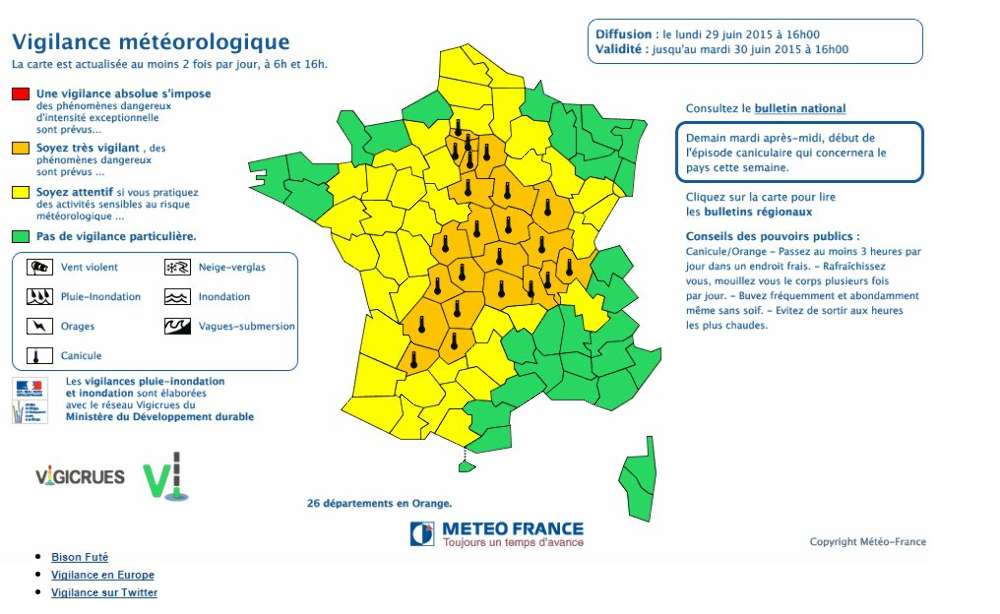 Vigilance météorologique
La carte est actualisée au moins 2 fois par jour, à 6h et 16h.
Une vigilance absolue s'impose
des phénomènes dangereux
d'intensité exceptionnelle
sont prévus...
Soyez très vigilant , des
phénomènes dangereux
sont prévus ...
Soyez attentif si vous pratiquez
des activités sensibles au risque
météorologique ...
Pas de vigilance particulière.
Vent violent
Neige-verglas
Pluie-Inondation
Inondation
Orages
Vagues-submersion
Canicule
Les vigilances pluie-inondation
et inondation sont élaborées
avec le réseau Vigicrues du
Ministère du Développement durable
VIGICRUES
Vi
Diffusion : le lundi 29 juin 2015 à 16h00
Validité : jusqu'au mardi 30 juin 2015 à 16h00
Consultez le bulletin national
Demain mardi après-midi, début de
l'épisode caniculaire qui concernera le
pays cette semaine.
Cliquez sur la carte pour lire
les bulletins régionaux
Conseils des pouvoirs publics :
Canicule/Orange - Passez au moins 3 heures par
jour dans un endroit frais. - Rafraîchissez
vous, mouillez vous le corps plusieurs fois
par jour. - Buvez fréquemment et abondamment
même sans soif. - Evitez de sortir aux heures
les plus chaudes.
26 départements en Orange.
METEO FRANCE
Toujours un temps d'avance
Copyright Météo-France
Bison Futé
Vigilance en Europe
Vigilance sur Twitter